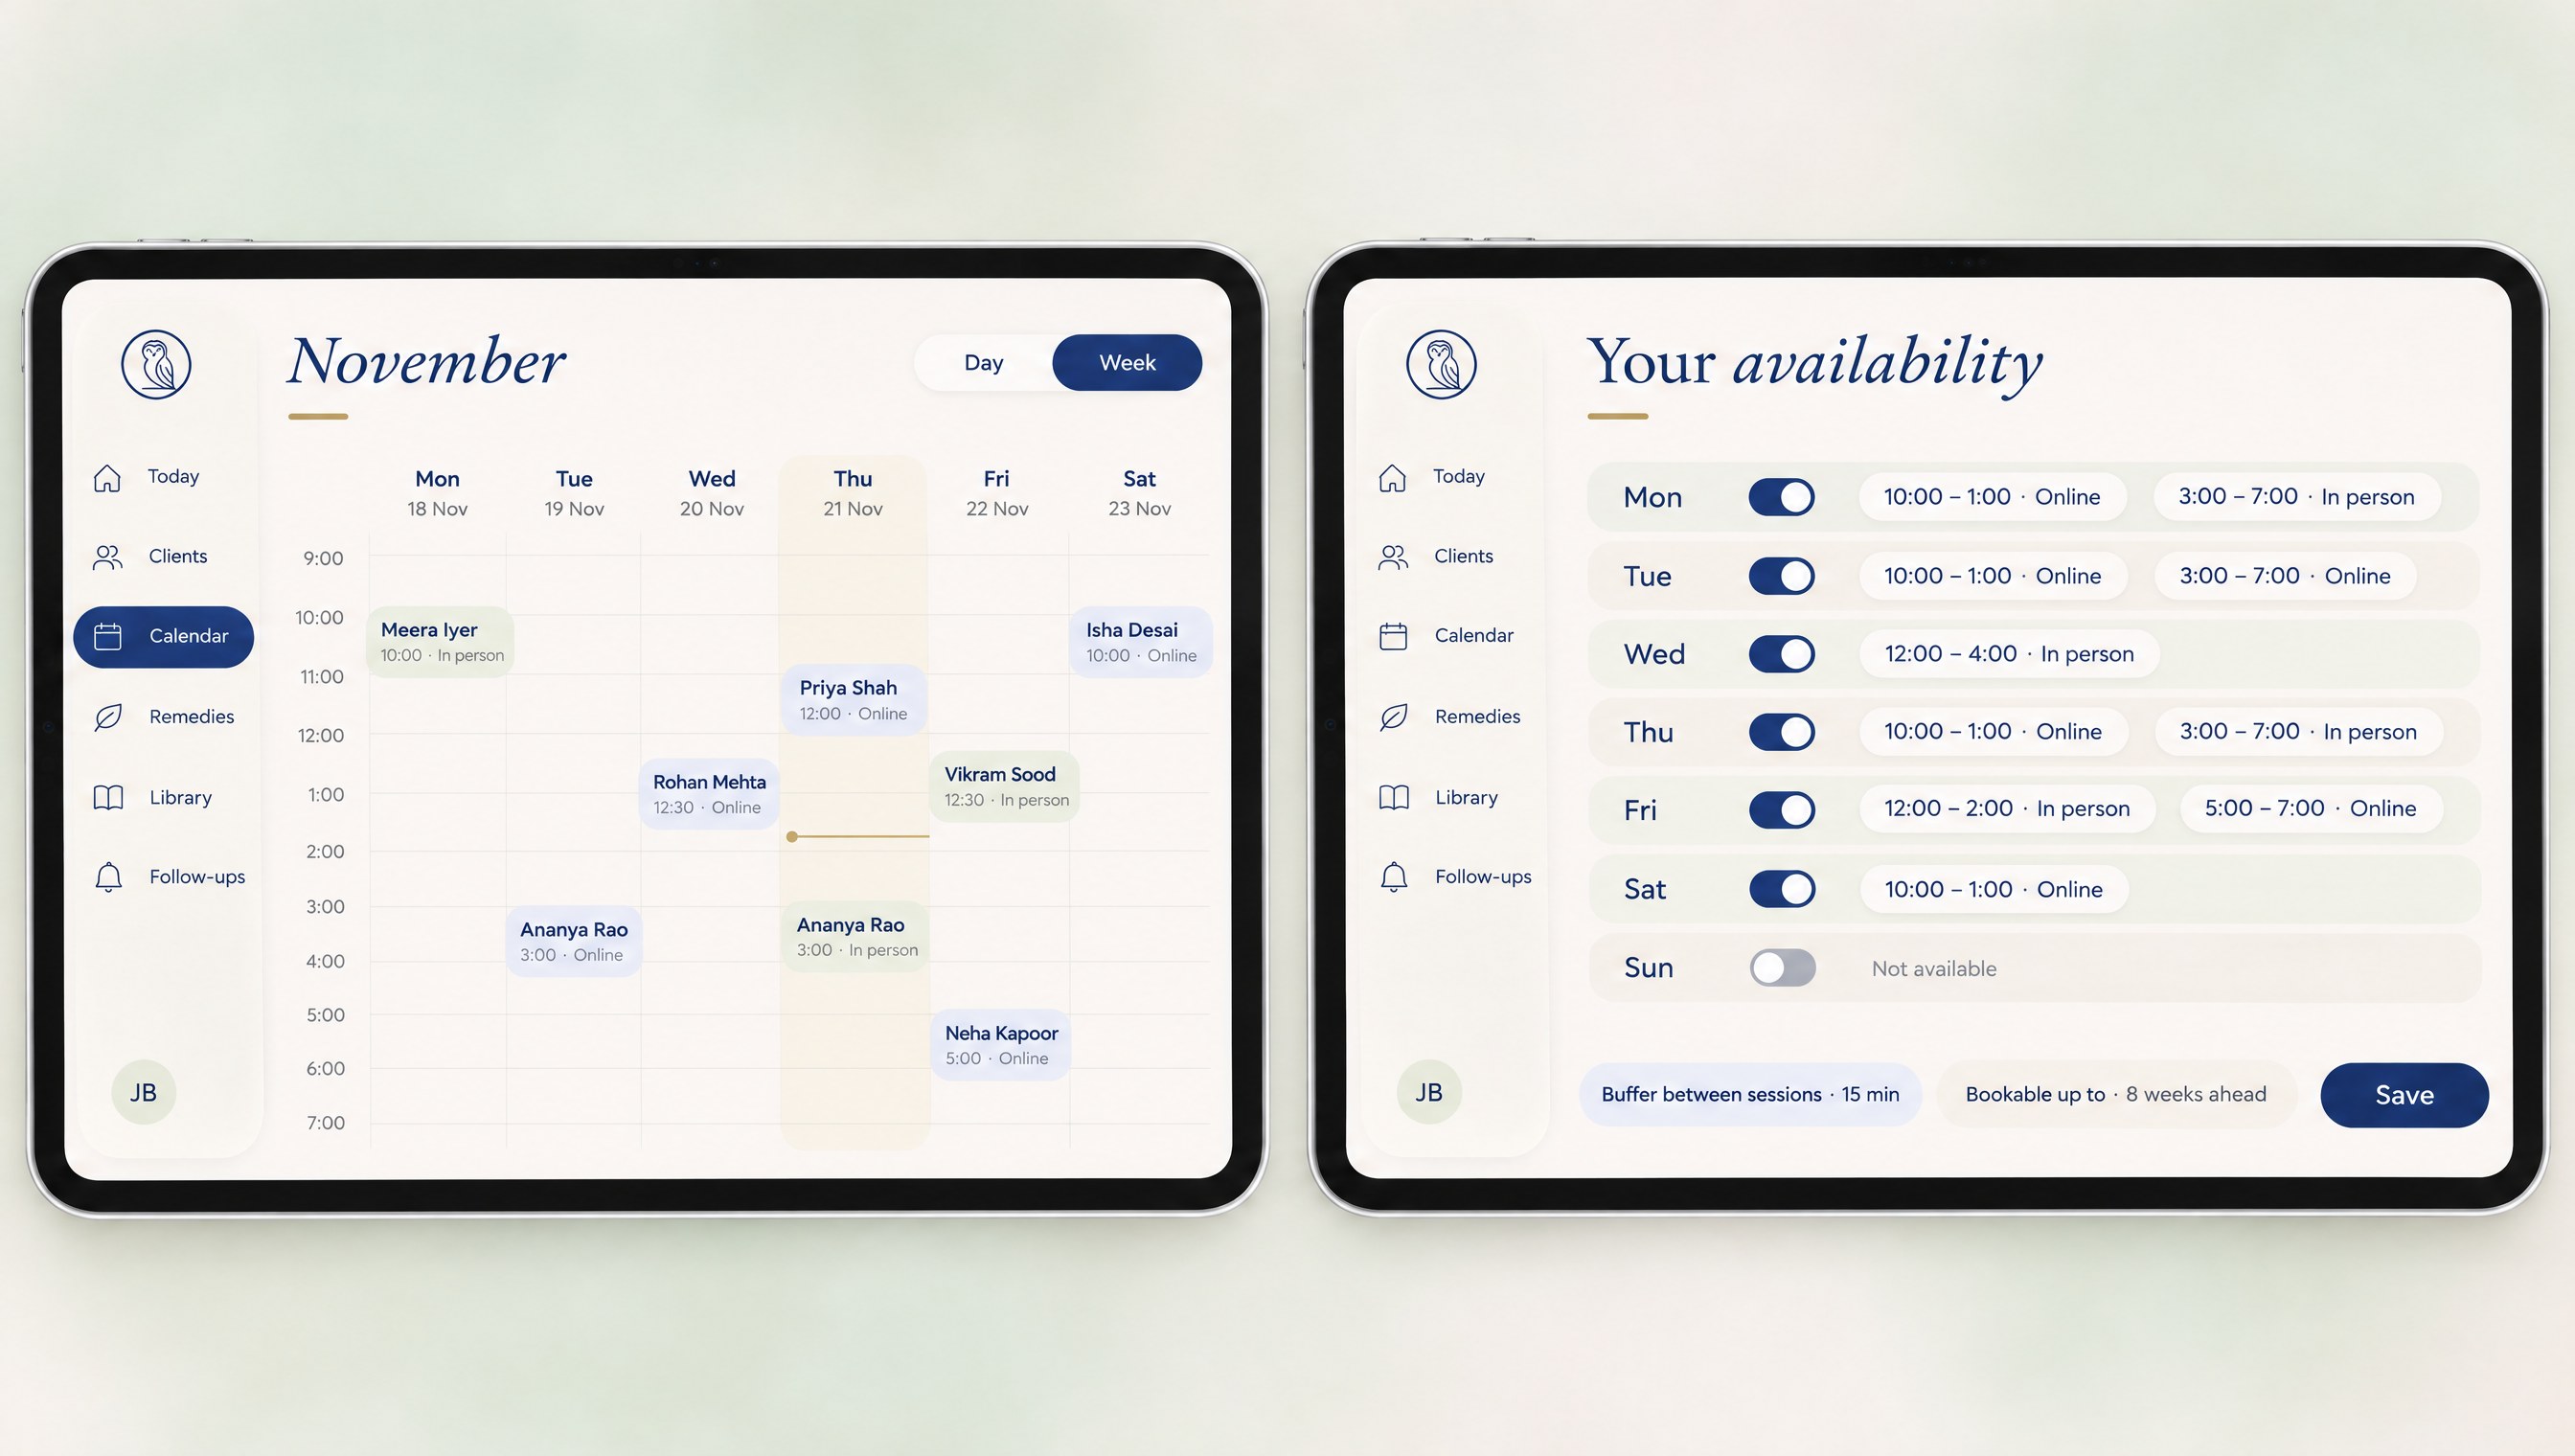 November
Day
Week
Today
Clients
Calendar
Remedies
Library
Follow-ups
JB
Mon
18 Nov
Tue
19 Nov
Wed
20 Nov
Thu
21 Nov
Fri
22 Nov
Sat
23 Nov
9:00
10:00
11:00
12:00
1:00
2:00
3:00
4:00
5:00
6:00
7:00
Meera Iyer
10:00 · In person
Ananya Rao
3:00 · Online
Rohan Mehta
12:30 · Online
Priya Shah
12:00 · Online
Ananya Rao
3:00 · In person
Vikram Sood
12:30 · In person
Neha Kapoor
5:00 · Online
Isha Desai
10:00 · Online
Your availability
Today
Clients
Calendar
Remedies
Library
Follow-ups
JB
Mon 10:00 – 1:00 · Online 3:00 – 7:00 · In person
Tue 10:00 – 1:00 · Online 3:00 – 7:00 · Online
Wed 12:00 – 4:00 · In person
Thu 10:00 – 1:00 · Online 3:00 – 7:00 · In person
Fri 12:00 – 2:00 · In person 5:00 – 7:00 · Online
Sat 10:00 – 1:00 · Online
Sun Not available
Buffer between sessions · 15 min
Bookable up to · 8 weeks ahead
Save